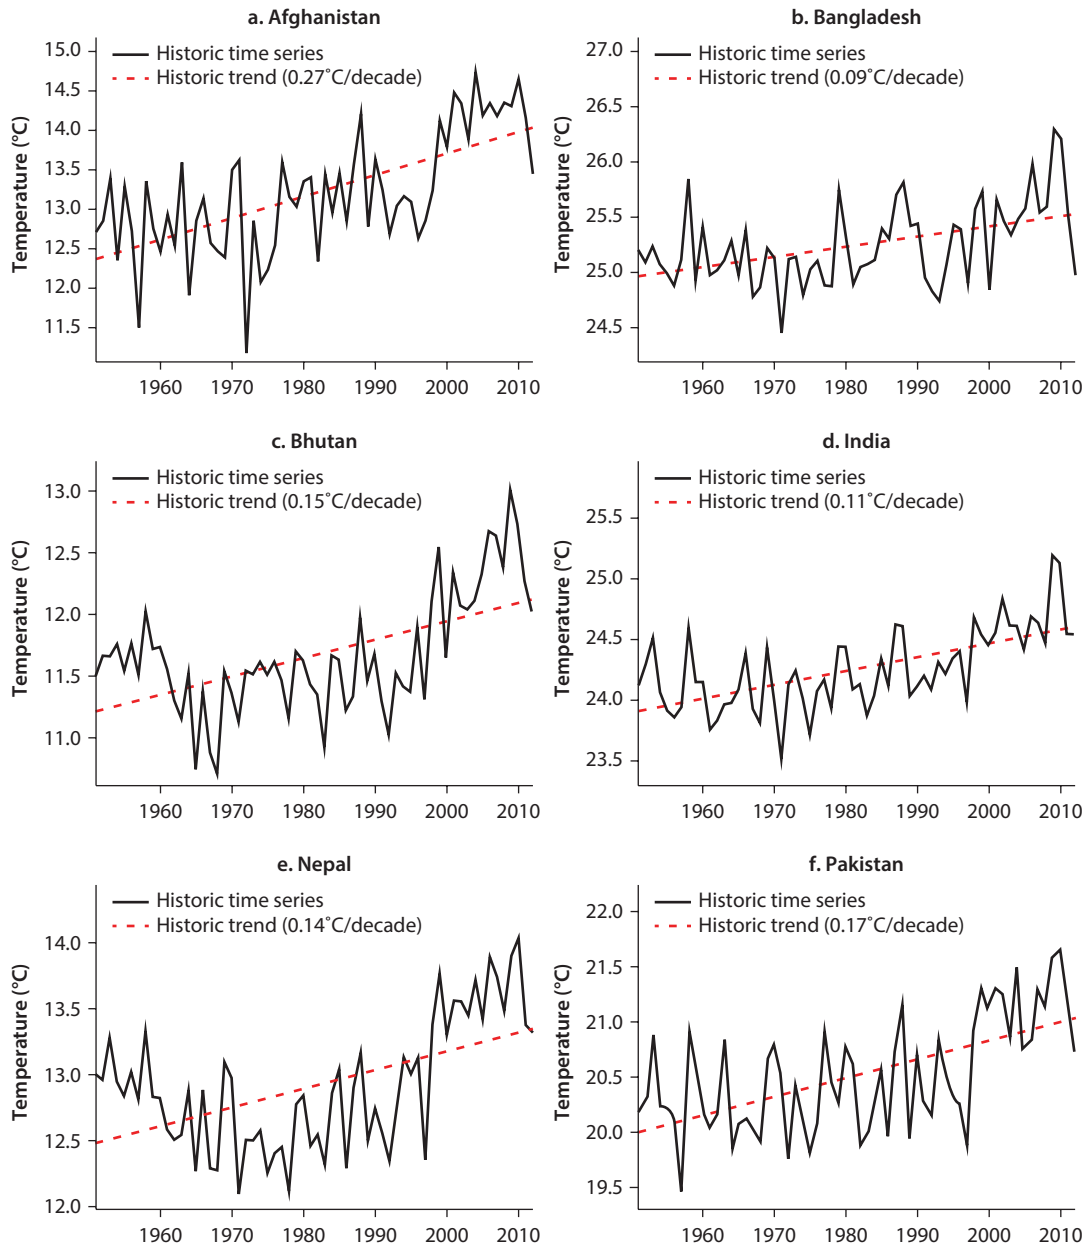 a. Afghanistan
Temperature (°C)
15.0
14.5
14.0
13.5
13.0
12.5
12.0
11.5
Historic time series
Historic trend (0.27°C/decade)
1960 1970 1980 1990 2000 2010
b. Bangladesh
Temperature (°C)
27.0
26.5
26.0
25.5
25.0
24.5
Historic time series
Historic trend (0.09°C/decade)
1960 1970 1980 1990 2000 2010
c. Bhutan
Temperature (°C)
13.0
12.5
12.0
11.5
11.0
Historic time series
Historic trend (0.15°C/decade)
1960 1970 1980 1990 2000 2010
d. India
Temperature (°C)
25.5
25.0
24.5
24.0
23.5
Historic time series
Historic trend (0.11°C/decade)
1960 1970 1980 1990 2000 2010
e. Nepal
Temperature (°C)
14.0
13.5
13.0
12.5
12.0
Historic time series
Historic trend (0.14°C/decade)
1960 1970 1980 1990 2000 2010
f. Pakistan
Temperature (°C)
22.0
21.5
21.0
20.5
20.0
19.5
Historic time series
Historic trend (0.17°C/decade)
1960 1970 1980 1990 2000 2010